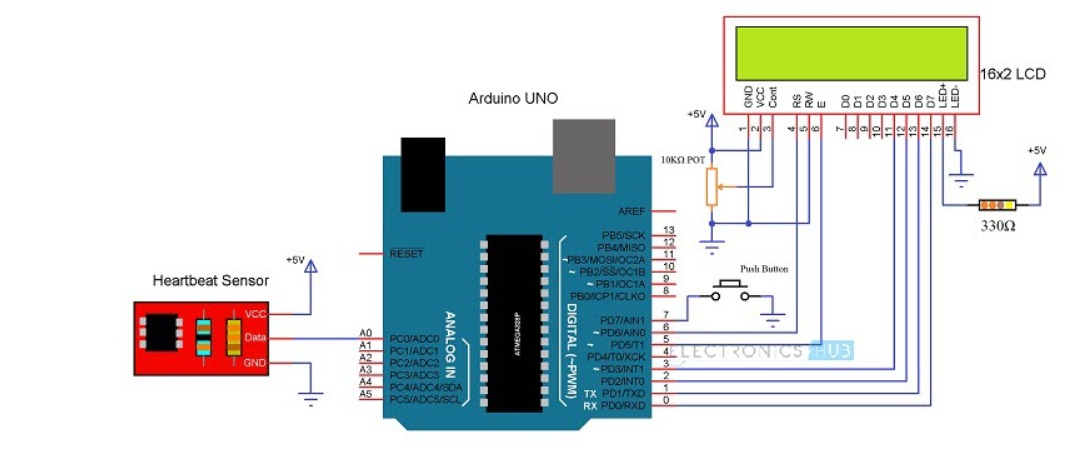 16x2 LCD
GND
VCC
Cont
RS
RW
E
D0
D1
D2
D3
D4
D5
D6
D7
LED+
LED-
1
2
3
4
5
6
7
8
9
10
11
12
13
14
15
16
+5V
10KΩ POT
+5V
330Ω
Arduino UNO
AREF
PB5/SCK 13
PB4/MISO 12
~PB3/MOSI/OC2A 11
~ PB2/SS/OC1B 10
~ PB1/OC1A 9
PB0/ICP1/CLKO 8
PD7/AIN1 7
~ PD6/AIN0 6
~ PD5/T1 5
PD4/T0/XCK 4
~ PD3/INT1 3
PD2/INT0 2
TX PD1/TXD 1
RX PD0/RXD 0
RESET
A0 PC0/ADC0
A1 PC1/ADC1
A2 PC2/ADC2
A3 PC3/ADC3
A4 PC4/ADC4/SDA
A5 PC5/ADC5/SCL
ANALOG IN
ATMEGA328P
DIGITAL (~PWM)
Push Button
ELECTRONICS HUB
Heartbeat Sensor
+5V
VCC
Data
GND